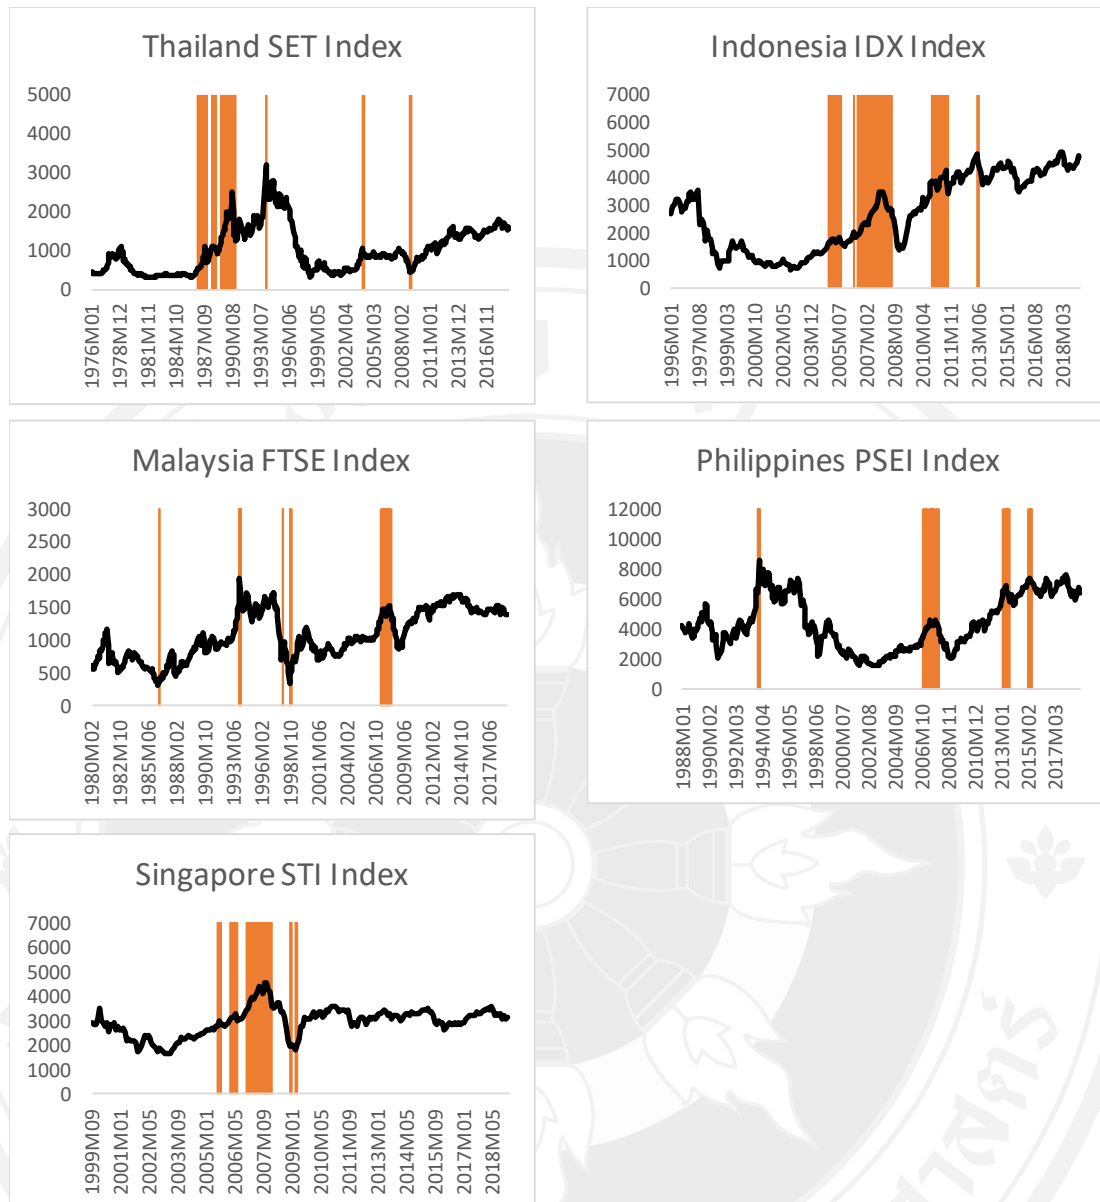 Thailand SET Index
5000
4000
3000
2000
1000
0
1976M01
1978M12
1981M11
1984M10
1987M09
1990M08
1993M07
1996M06
1999M05
2002M04
2005M03
2008M02
2011M01
2013M12
2016M11
Indonesia IDX Index
7000
6000
5000
4000
3000
2000
1000
0
1996M01
1997M08
1999M03
2000M10
2002M05
2003M12
2005M07
2007M02
2008M09
2010M04
2011M11
2013M06
2015M01
2016M08
2018M03
Malaysia FTSE Index
3000
2500
2000
1500
1000
500
0
1980M02
1982M10
1985M06
1988M02
1990M10
1993M06
1996M02
1998M10
2001M06
2004M02
2006M10
2009M06
2012M02
2014M10
2017M06
Philippines PSEI Index
12000
10000
8000
6000
4000
2000
0
1988M01
1990M02
1992M03
1994M04
1996M05
1998M06
2000M07
2002M08
2004M09
2006M10
2008M11
2010M12
2013M01
2015M02
2017M03
Singapore STI Index
7000
6000
5000
4000
3000
2000
1000
0
1999M09
2001M01
2002M05
2003M09
2005M01
2006M05
2007M09
2009M01
2010M05
2011M09
2013M01
2014M05
2015M09
2017M01
2018M05